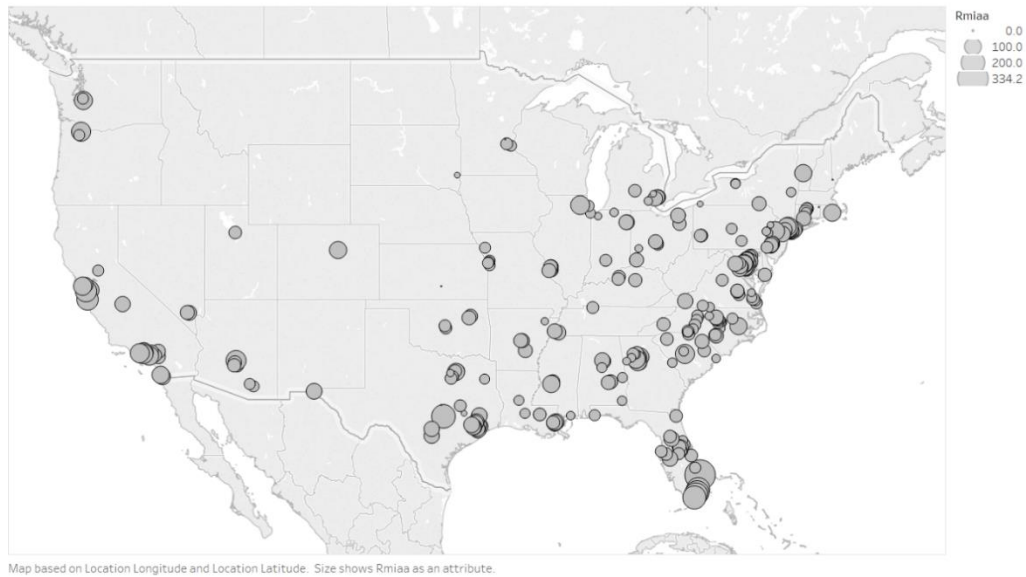 Rmiaa
0.0
100.0
200.0
334.2
Map based on Location Longitude and Location Latitude. Size shows Rmiaa as an attribute.